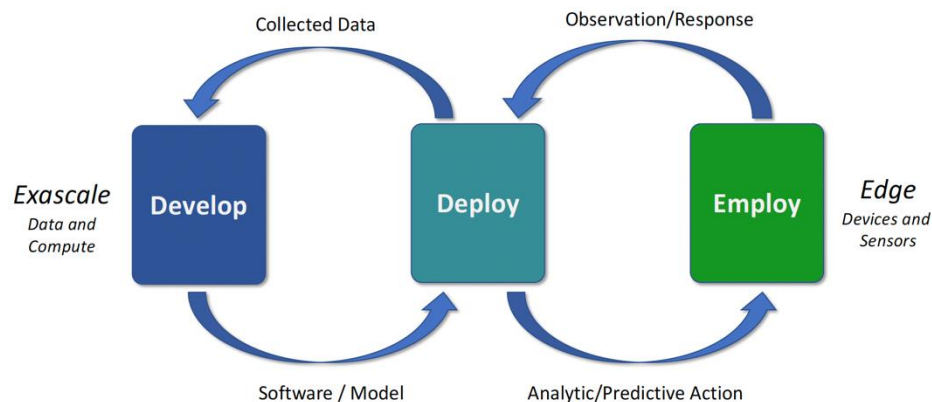 Collected Data
Observation/Response
Exascale
Data and
Compute
Develop
Deploy
Employ
Edge
Devices and
Sensors
Software / Model
Analytic/Predictive Action